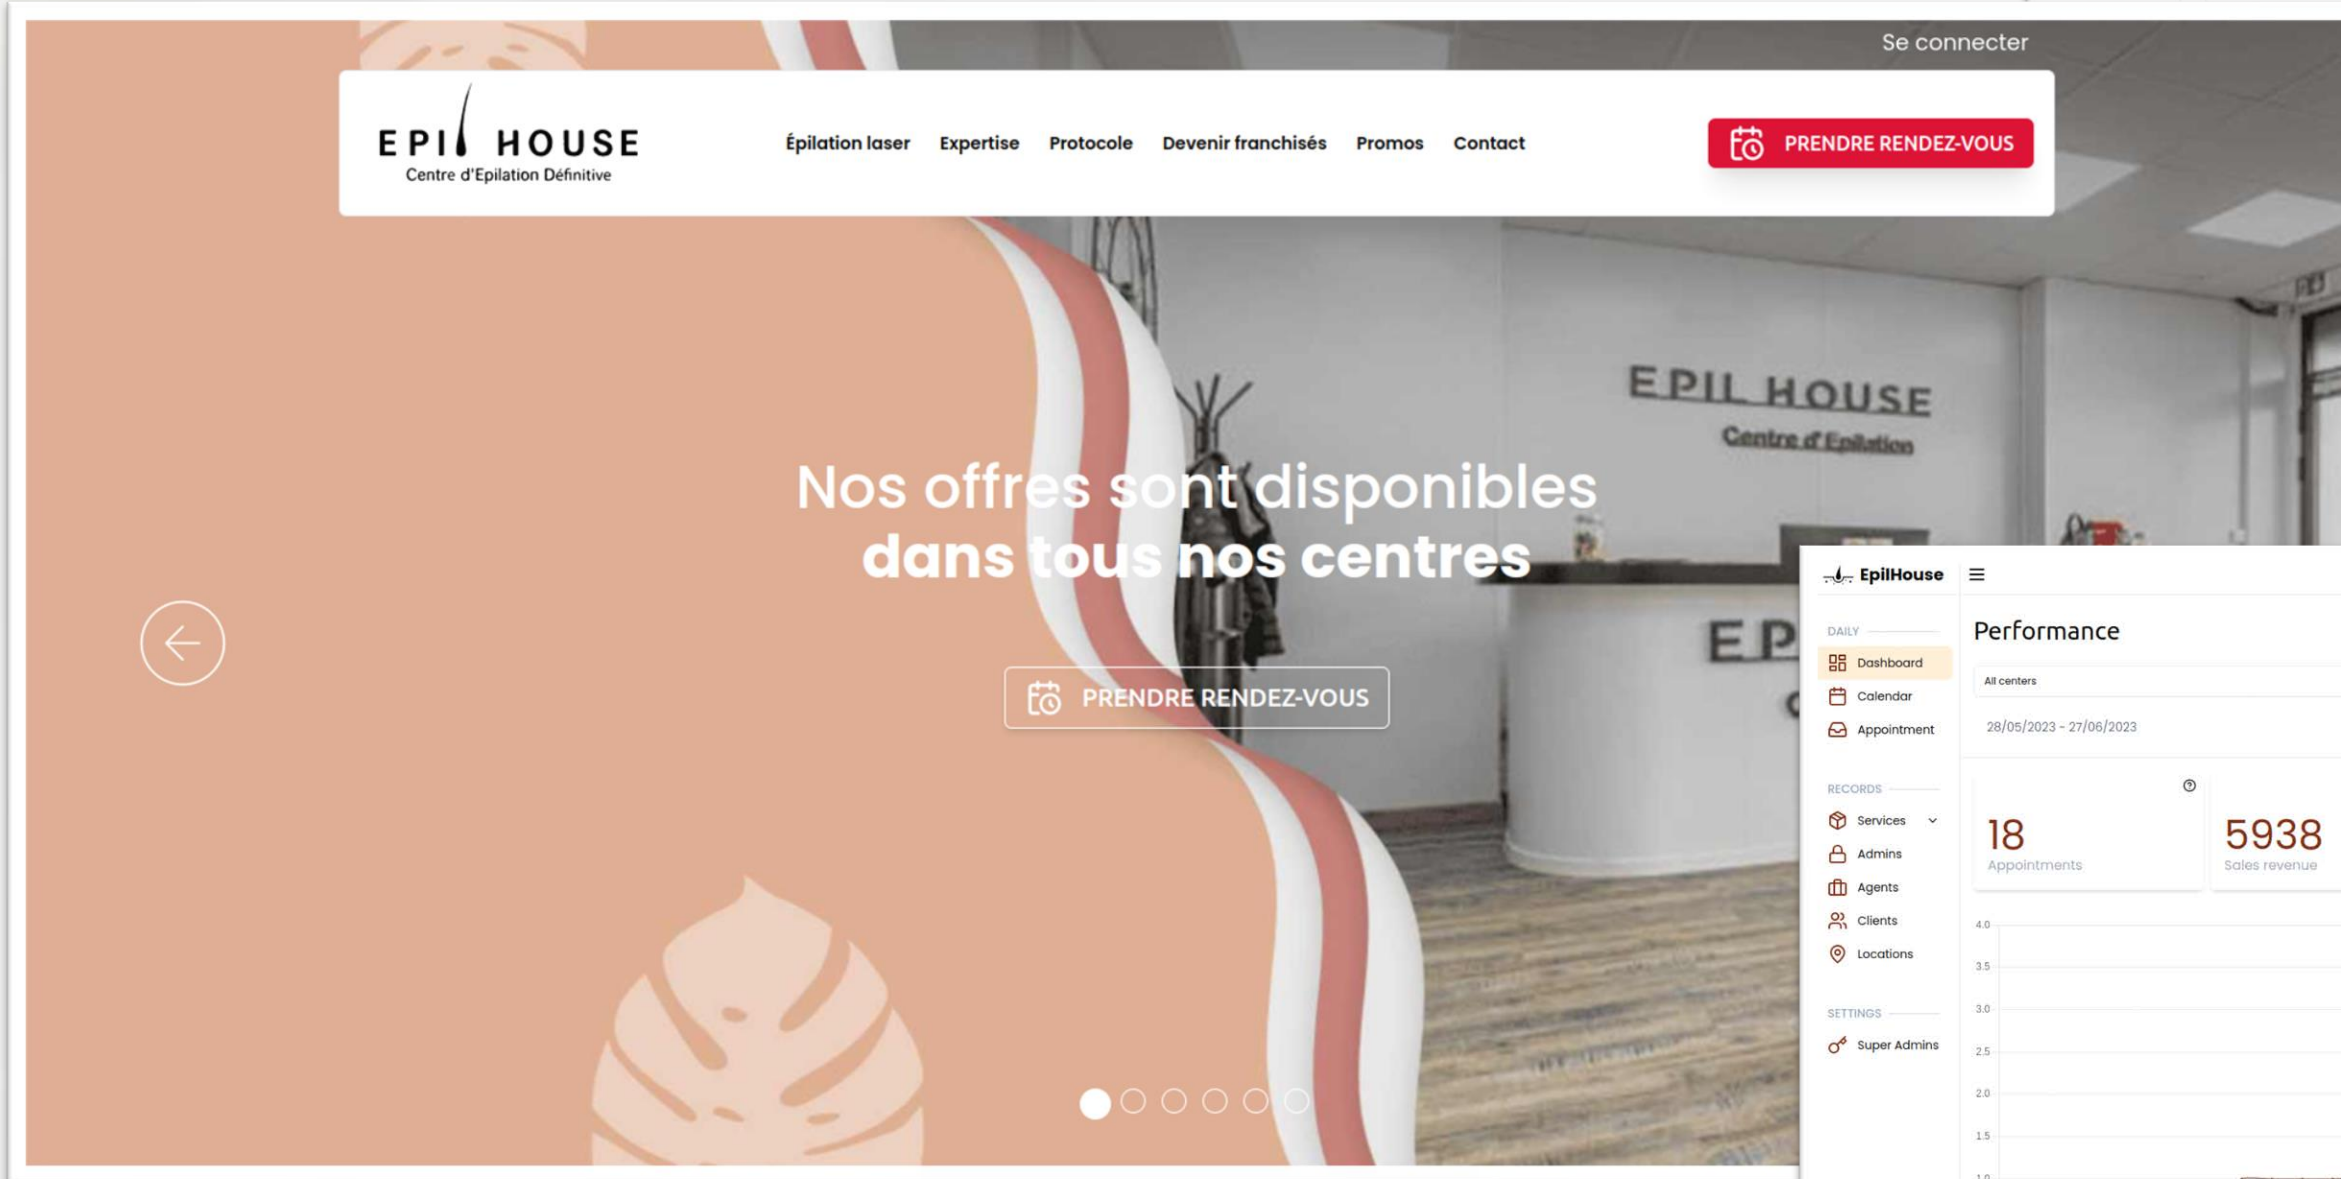 Se connecter
EPIL HOUSE
Centre d'Epilation Définitive
Épilation laser Expertise Protocole Devenir franchisés Promos Contact
PRENDRE RENDEZ-VOUS
EPIL HOUSE
Centre d'Epilation
Nos offres sont disponibles
dans tous nos centres
PRENDRE RENDEZ-VOUS
EP
EpilHouse
DAILY
Dashboard
Calendar
Appointment
RECORDS
Services
Admins
Agents
Clients
Locations
SETTINGS
Super Admins
Performance
All centers
28/05/2023 - 27/06/2023
18
Appointments
5938
Sales revenue
4.0
3.5
3.0
2.5
2.0
1.5